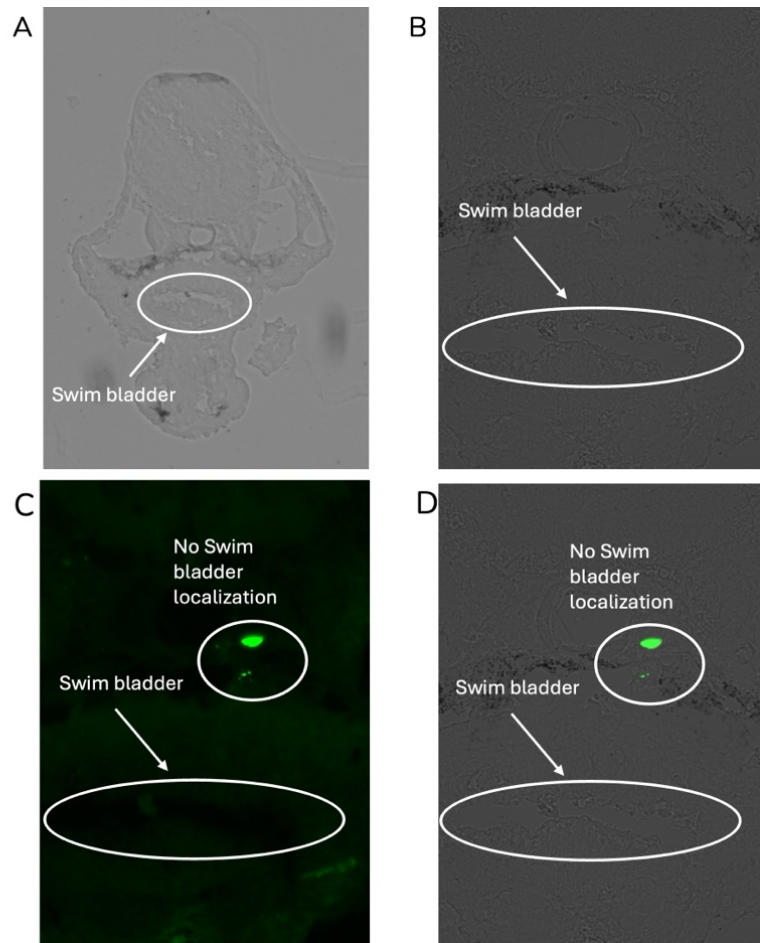 A
Swim bladder
B
Swim bladder
C
No Swim
bladder
localization
Swim bladder
D
No Swim
bladder
localization
Swim bladder